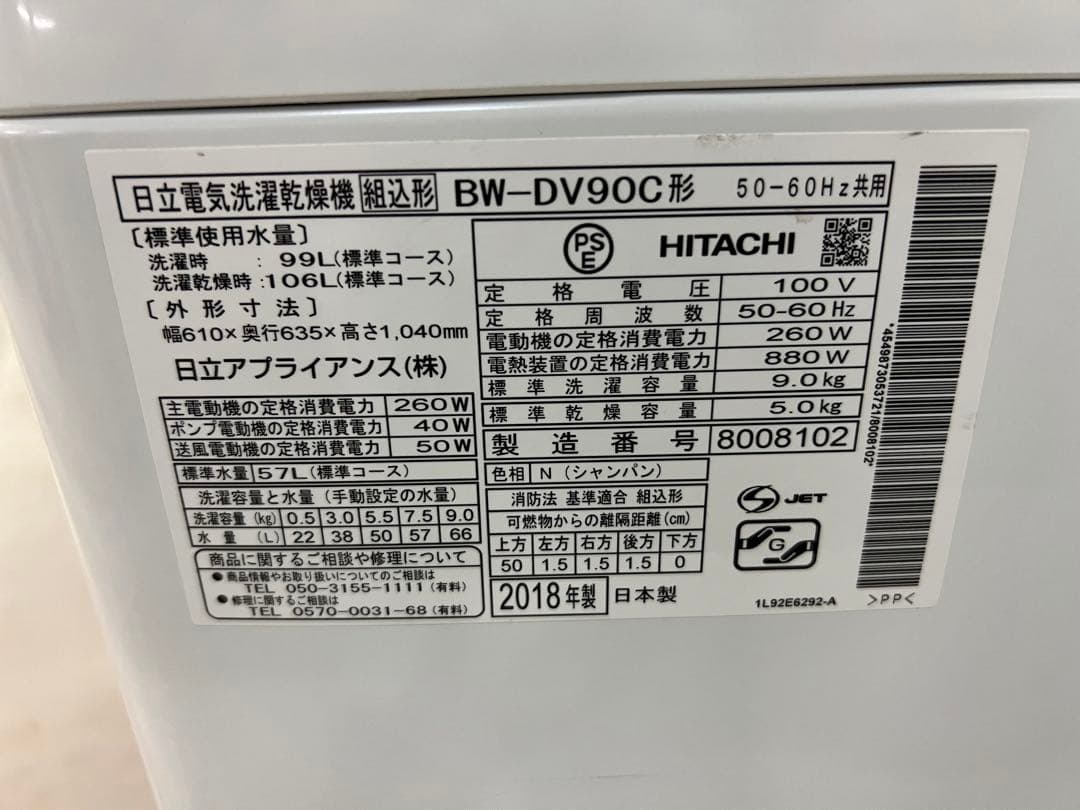 日立電気洗濯乾燥機 組込形 BW-DV90C形 50-60Hz共用
〔標準使用水量〕
洗濯時 : 99L(標準コース)
洗濯乾燥時 : 106L(標準コース)
〔外形寸法〕
幅610×奥行635×高さ1,040mm
日立アプライアンス(株)
主電動機の定格消費電力 260W
ポンプ電動機の定格消費電力 40W
送風電動機の定格消費電力 50W
標準水量 57L(標準コース)
洗濯容量と水量(手動設定の水量)
洗濯容量(kg) 0.5 3.0 5.5 7.5 9.0
水量(L) 22 38 50 57 66
商品に関するご相談や修理について
●商品情報やお取り扱いについてのご相談は
TEL 050-3155-1111(有料)
●修理に関するご相談は
TEL 0570-0031-68(有料)
PSE HITACHI
定格電圧 100V
定格周波数 50-60Hz
電動機の定格消費電力 260W
電熱装置の定格消費電力 880W
標準洗濯容量 9.0kg
標準乾燥容量 5.0kg
製造番号 8008102
色相 N(シャンパン)
消防法 基準適合 組込形
可燃物からの離隔距離(cm)
上方 左方 右方 後方 下方
50 1.5 1.5 1.5 0
2018年製 日本製
S JET
G
1L92E6292-A
>PP<
*4549873053721/8008102*